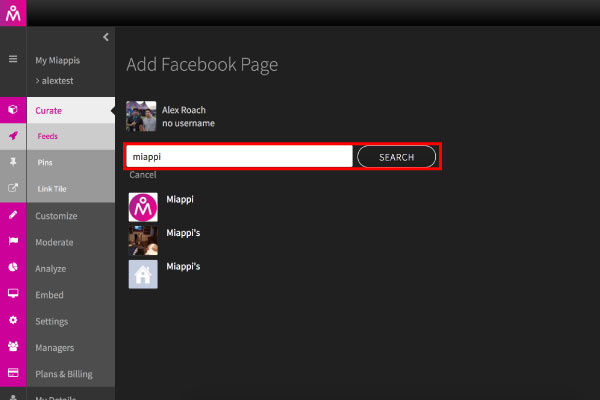 My Miappis
> alextest
Curate
Feeds
Pins
Link Tile
Customize
Moderate
Analyze
Embed
Settings
Managers
Plans & Billing
My Details
Add Facebook Page
Alex Roach
no username
miappi
SEARCH
Cancel
Miappi
Miappi's
Miappi's